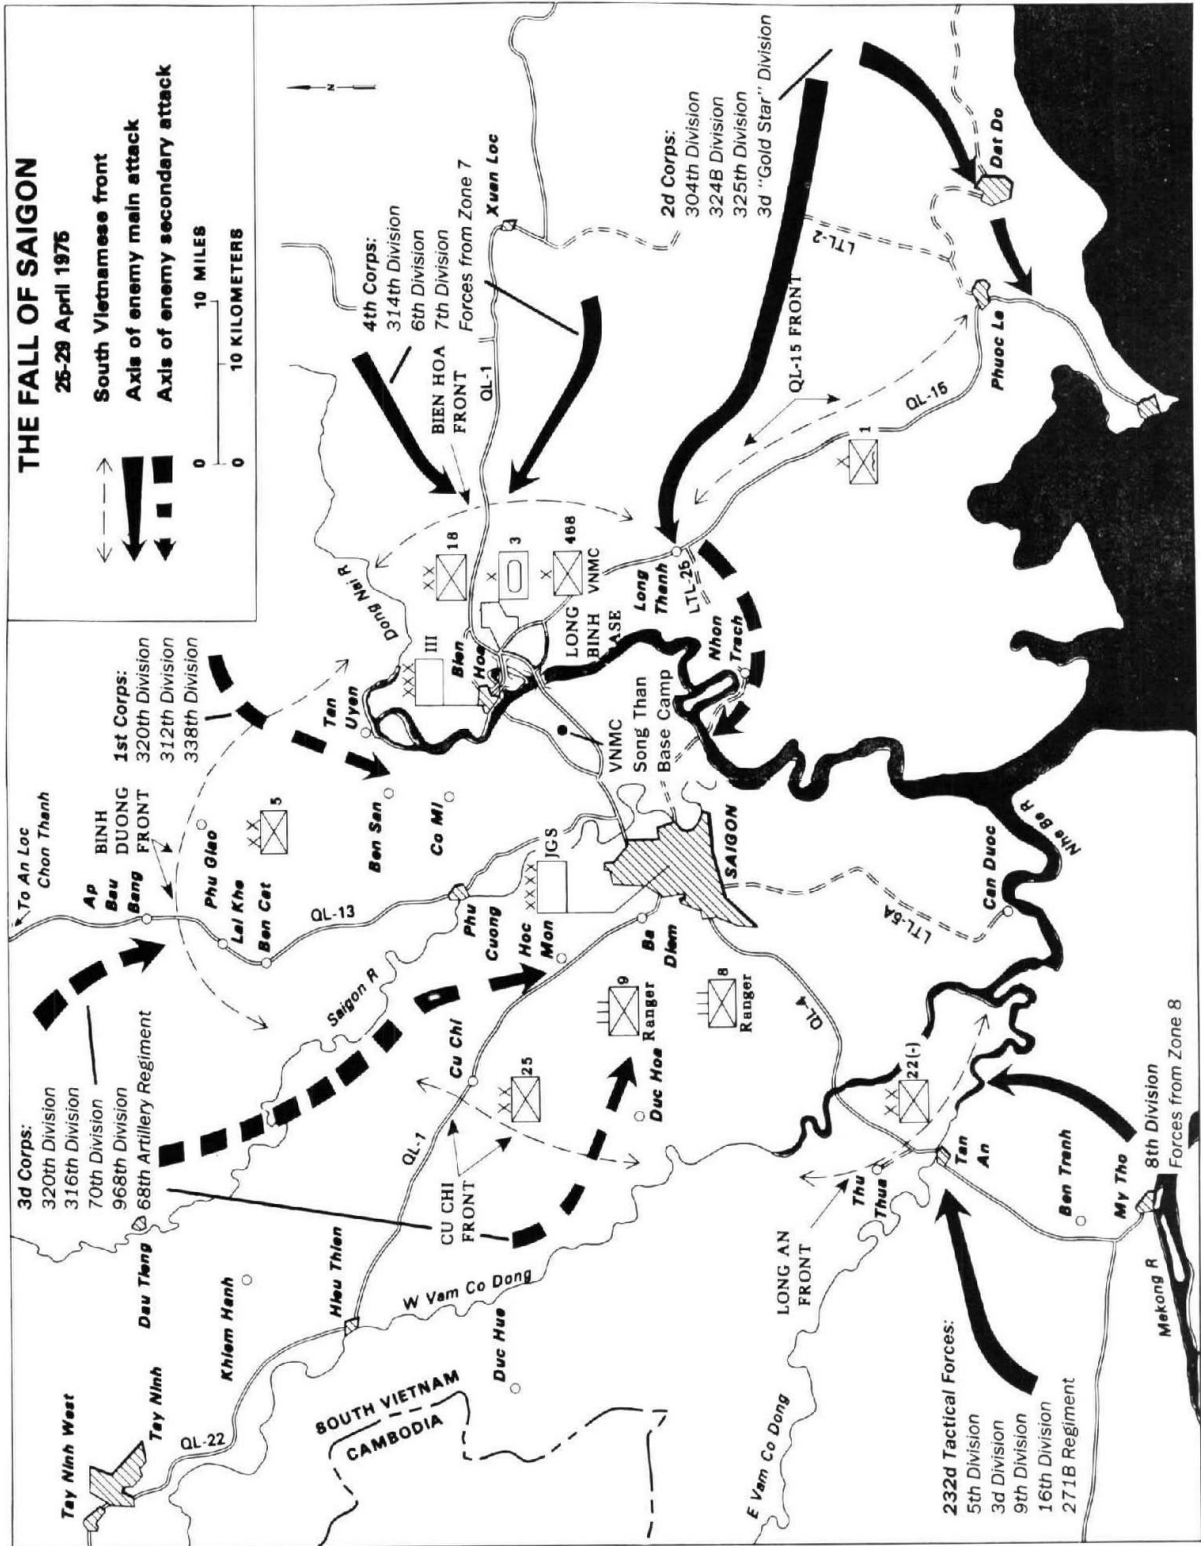 THE FALL OF SAIGON
25-29 April 1975
South Vietnamese front
Axis of enemy main attack
Axis of enemy secondary attack
0 10 MILES
0 10 KILOMETERS
N
Tay Ninh West
Tay Ninh
QL-22
Khiem Hanh
Dau Tieng
3d Corps:
320th Division
316th Division
70th Division
968th Division
68th Artillery Regiment
To An Loc
Chon Thanh
Ap
Bau
Bang
BINH
DUONG
FRONT
1st Corps:
320th Division
312th Division
338th Division
Phu Giao
Lai Khe
Ben Cat
QL-13
XX
5
Tan
Uyen
Dong Nai R
4th Corps:
314th Division
6th Division
7th Division
Forces from Zone 7
BIEN HOA
FRONT
QL-1
Xuan Loc
Saigon R
Ben San
Co Mi
Phu
Cuong
XXX
III
Bien
Hoa
XX
18
X
3
X
468
VNMC
LONG
BINH
BASE
Hieu Thien
QL-1
Cu Chi
CU CHI
FRONT
XX
25
Hoc
Mon
XXXX
JGS
VNMC
Song Than
Base Camp
SOUTH VIETNAM
CAMBODIA
W Vam Co Dong
Duc Hue
Duc Hoa
9
Ranger
8
Ranger
Ba
Diem
SAIGON
Long
Thanh
LTL-25
Nhon
Trach
2d Corps:
304th Division
324B Division
325th Division
3d "Gold Star" Division
QL-15 FRONT
LTL-2
QL-15
X
1
Phuoc Le
Dat Do
E Vam Co Dong
LONG AN
FRONT
Thu
Thua
XX
22(-)
QL-4
LTL-5A
Can Duoc
Nha Be R
Tan
An
232d Tactical Forces:
5th Division
3d Division
9th Division
16th Division
271B Regiment
Ben Tranh
My Tho
Mekong R
8th Division
Forces from Zone 8